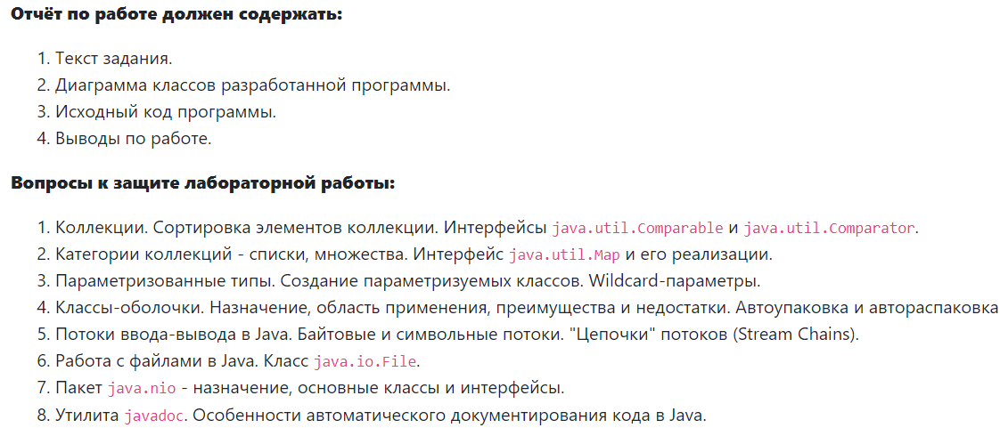 Отчёт по работе должен содержать:
1. Текст задания.
2. Диаграмма классов разработанной программы.
3. Исходный код программы.
4. Выводы по работе.
Вопросы к защите лабораторной работы:
1. Коллекции. Сортировка элементов коллекции. Интерфейсы java.util.Comparable и java.util.Comparator.
2. Категории коллекций - списки, множества. Интерфейс java.util.Map и его реализации.
3. Параметризованные типы. Создание параметризуемых классов. Wildcard-параметры.
4. Классы-оболочки. Назначение, область применения, преимущества и недостатки. Автоупаковка и автораспаковка
5. Потоки ввода-вывода в Java. Байтовые и символьные потоки. "Цепочки" потоков (Stream Chains).
6. Работа с файлами в Java. Класс java.io.File.
7. Пакет java.nio - назначение, основные классы и интерфейсы.
8. Утилита javadoc. Особенности автоматического документирования кода в Java.